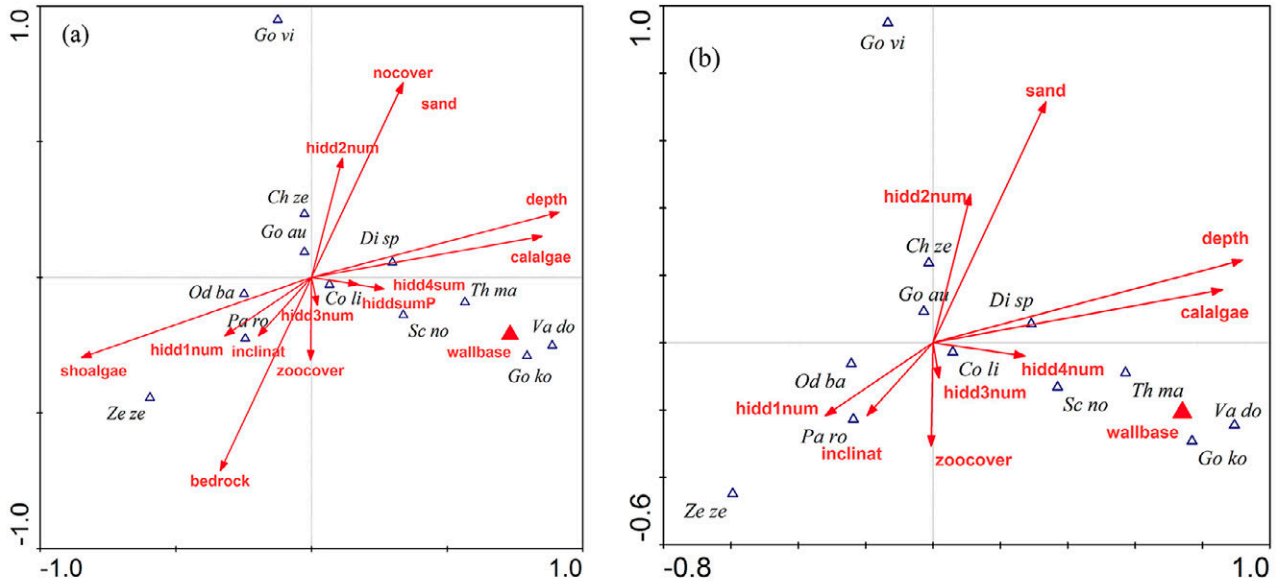 (a)
1.0
Go vi
nocover
sand
hidd2num
Ch ze
depth
Go au
Di sp
calalgae
Od ba
Co li
hidd4sum
hiddsumP
Th ma
hidd3num
Pa ro
Sc no
Va do
hidd1num
inclinat
wallbase
shoalgae
zoocover
Go ko
Ze ze
bedrock
-1.0
-1.0
1.0
(b)
1.0
Go vi
sand
hidd2num
Ch ze
depth
Go au
Di sp
calalgae
Od ba
Co li
hidd4num
hidd3num
Th ma
hidd1num
Sc no
Va do
Pa ro
wallbase
inclinat
zoocover
Go ko
Ze ze
-0.6
-0.8
1.0